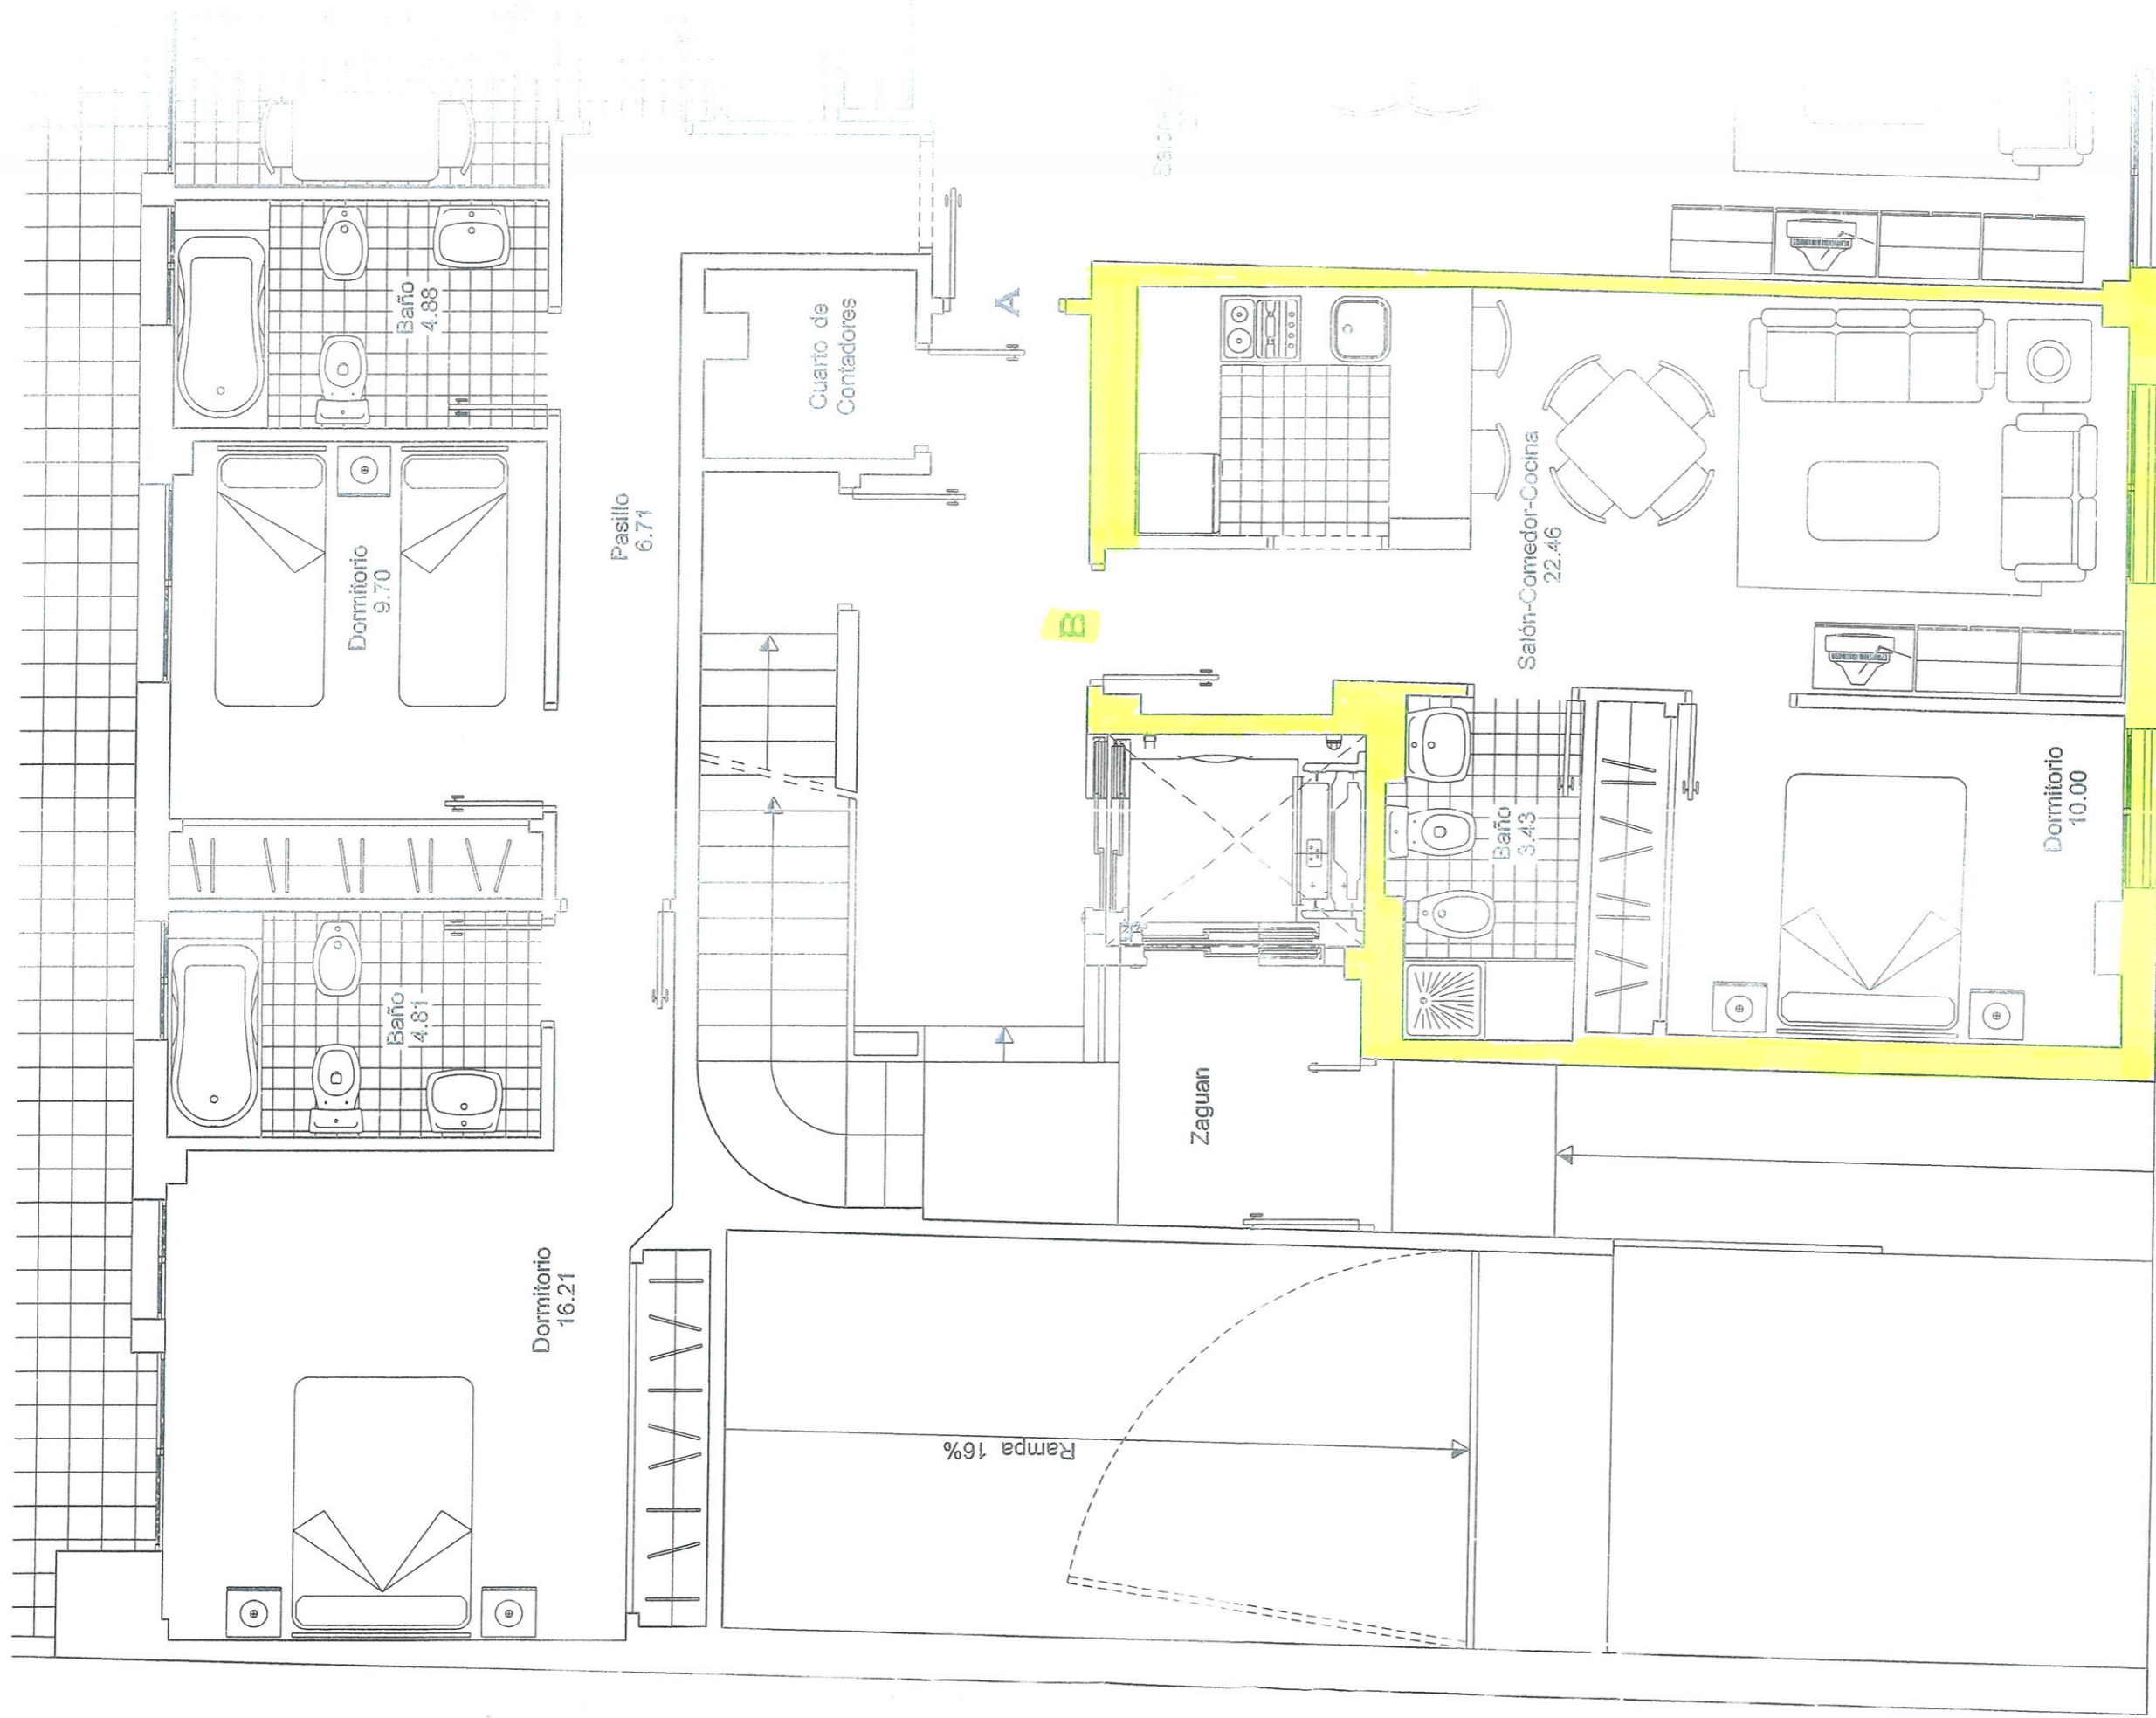 Baño
4.88
Cuarto de
Contadores
A
Dormitorio
9.70
Pasillo
6.71
B
Salón-Comedor-Cocina
22.46
Baño
4.81
Baño
3.43
Dormitorio
10.00
Zaguan
Dormitorio
16.21
Rampa 16%